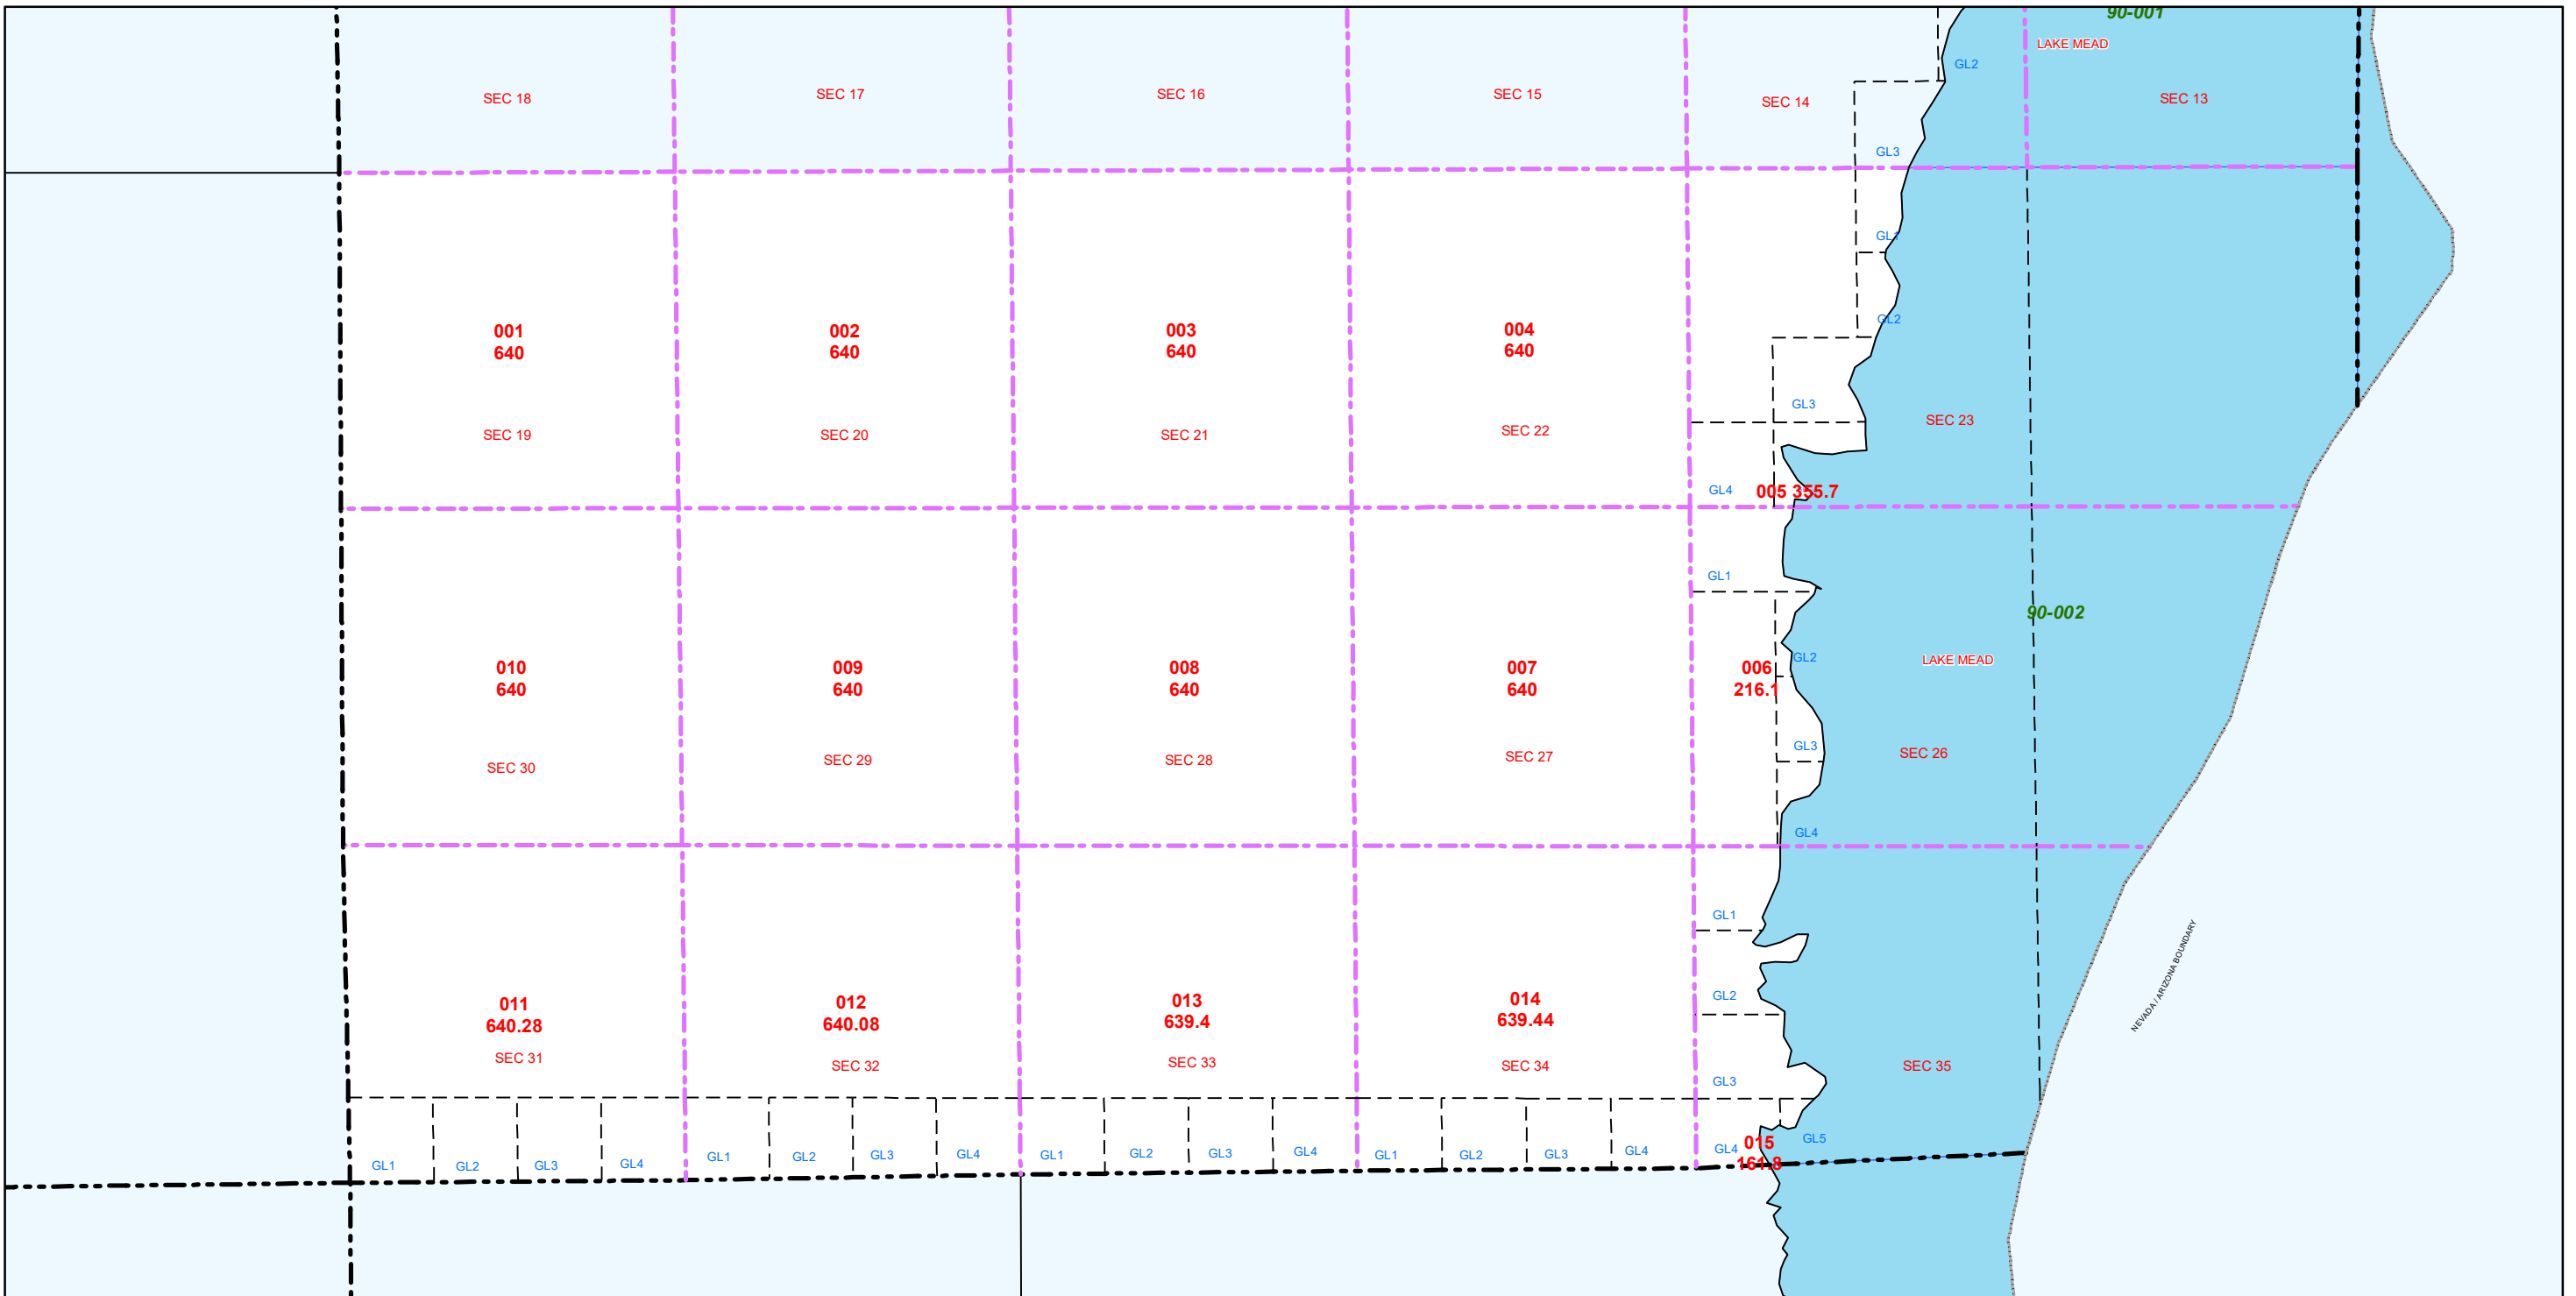 90-001
LAKE MEAD
GL2
SEC 18
SEC 17
SEC 16
SEC 15
SEC 14
SEC 13
GL3
GL1
GL2
001
640
002
640
003
640
004
640
GL3
SEC 19
SEC 20
SEC 21
SEC 22
SEC 23
GL4
005 355.7
GL1
90-002
010
640
009
640
008
640
007
640
006
216.1
GL2
LAKE MEAD
GL3
SEC 30
SEC 29
SEC 28
SEC 27
SEC 26
GL4
GL1
NEVADA / ARIZONA BOUNDARY
011
640.28
012
640.08
013
639.4
014
639.44
GL2
SEC 31
SEC 32
SEC 33
SEC 34
SEC 35
GL3
GL1
GL2
GL3
GL4
GL1
GL2
GL3
GL4
GL1
GL2
GL3
GL4
GL1
GL2
GL3
GL4
GL4
015
161.8
GL5